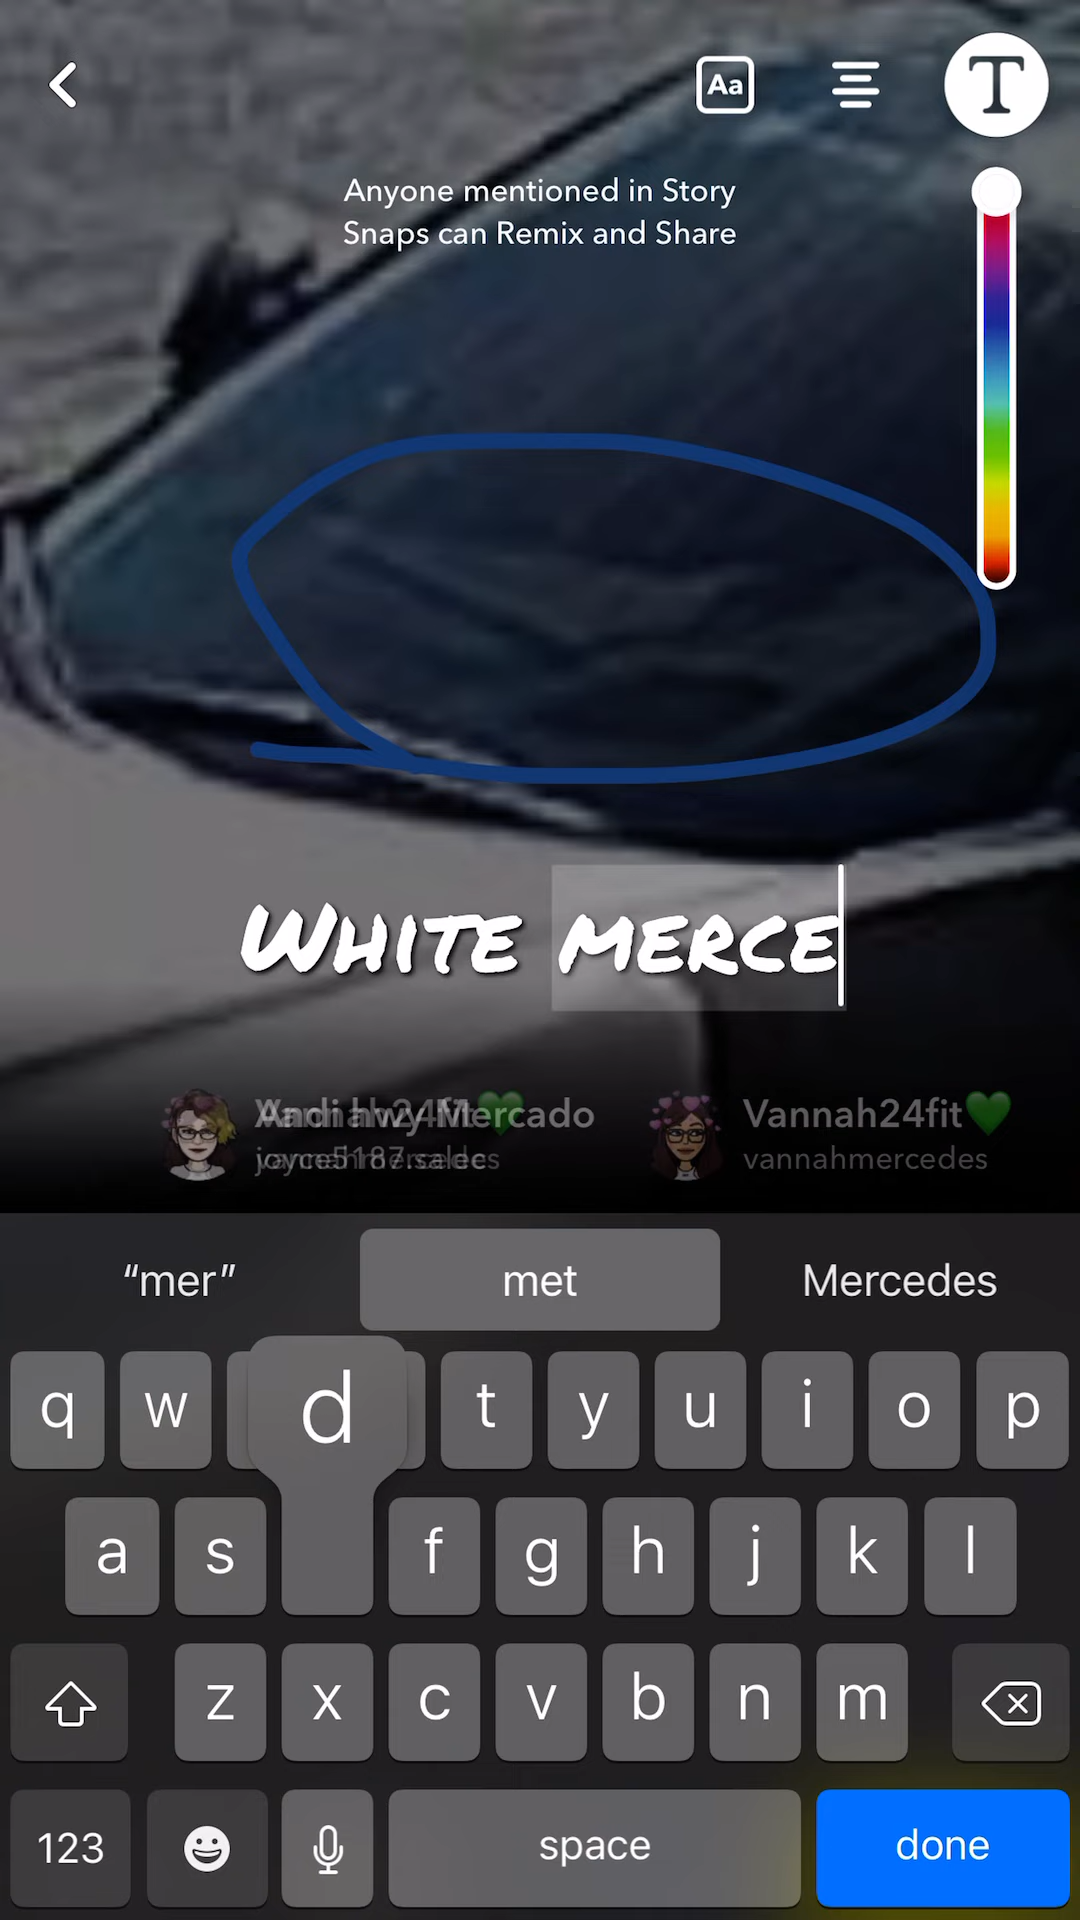 Aa
T
Anyone mentioned in Story
Snaps can Remix and Share
WHITE MERCE
Vannah24fit💚
vannahmercedes
“mer” met Mercedes
q w d t y u i o p
a s f g h j k l
z x c v b n m
123 space done